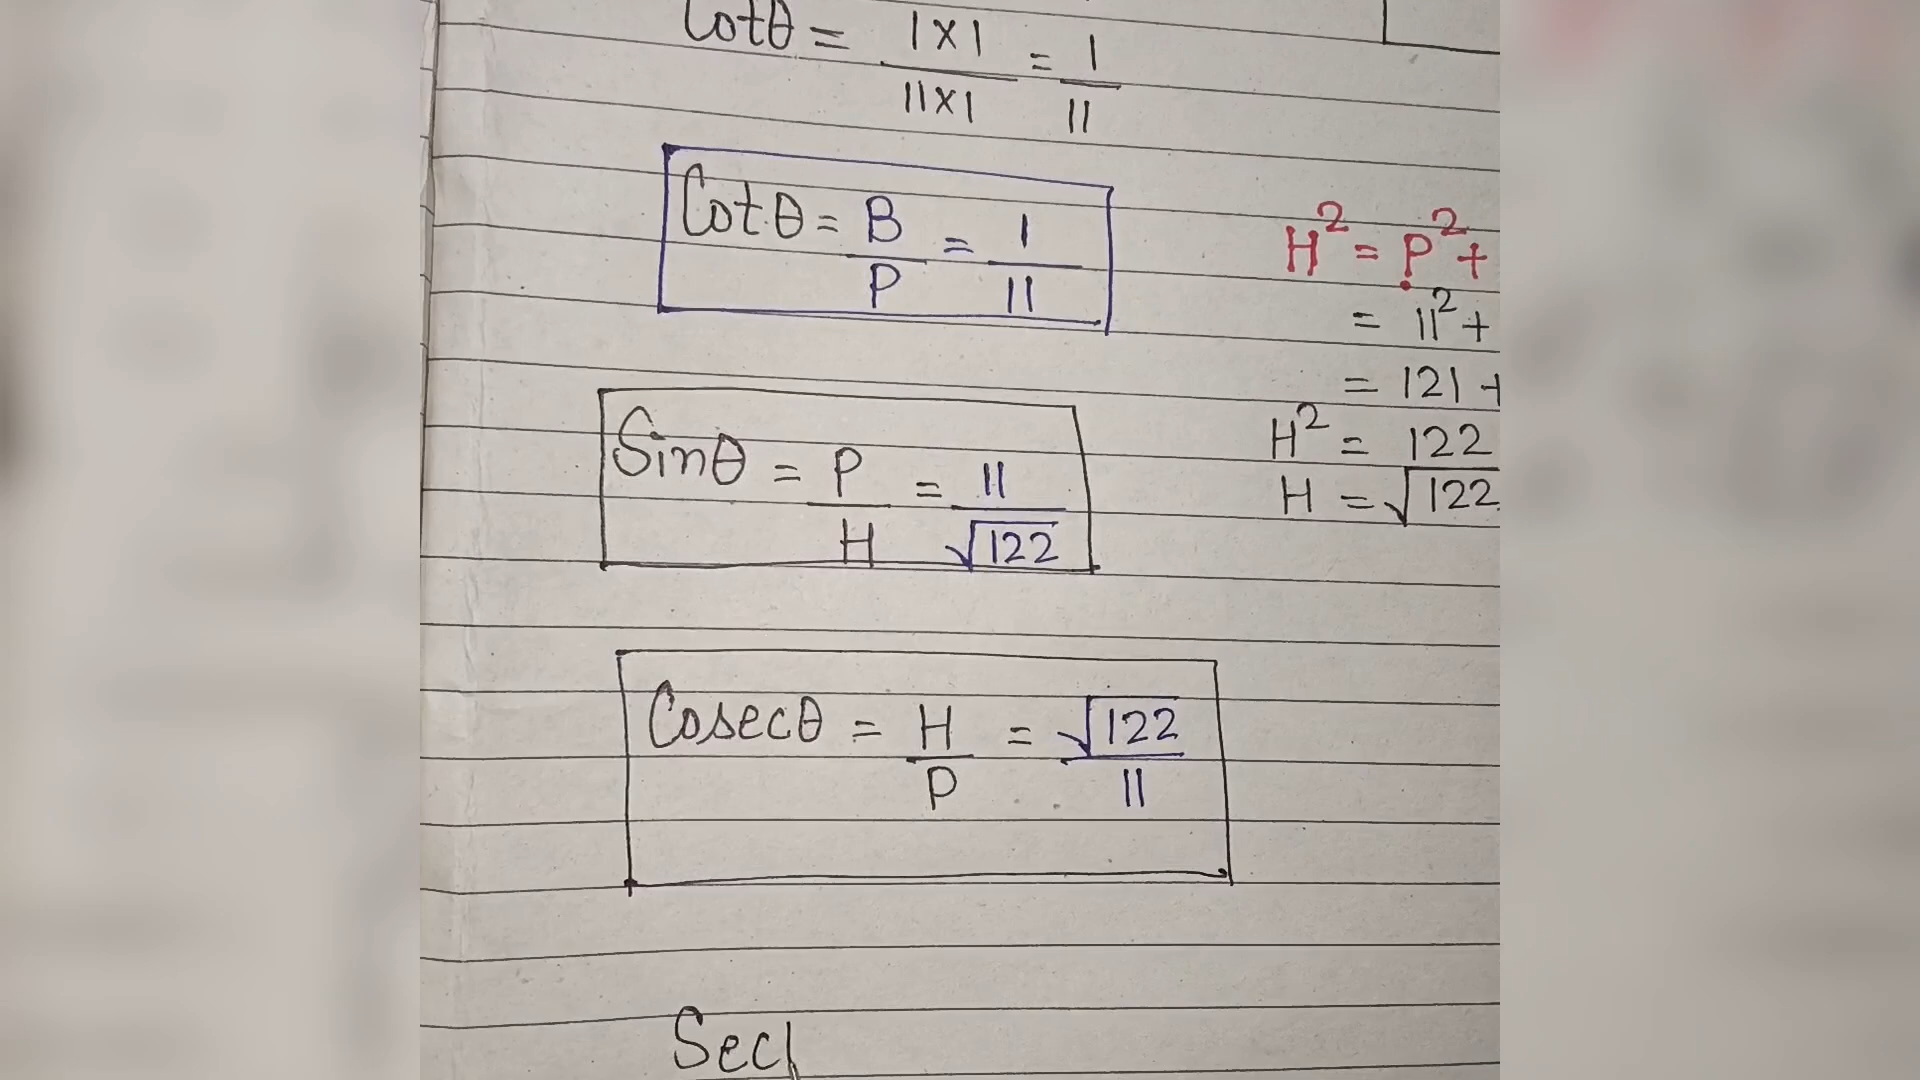 Cotθ = 1×1/11×1 = 1/11
Cot θ = B/P = 1/11
H² = P² +
= 11² +
= 121 +
H² = 122
H = √122
Sinθ = P/H = 11/√122
Cosecθ = H/P = √122/11
Sec